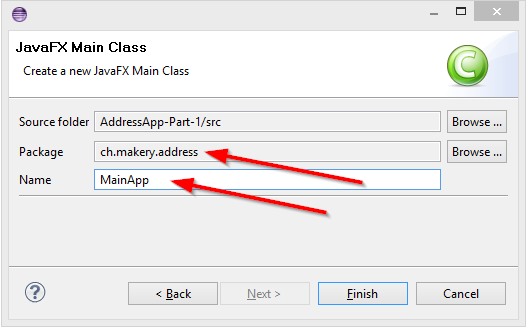 JavaFX Main Class
Create a new JavaFX Main Class
C
Source folder AddressApp-Part-1/src Browse ...
Package ch.makery.address Browse ...
Name MainApp
? < Back Next > Finish Cancel